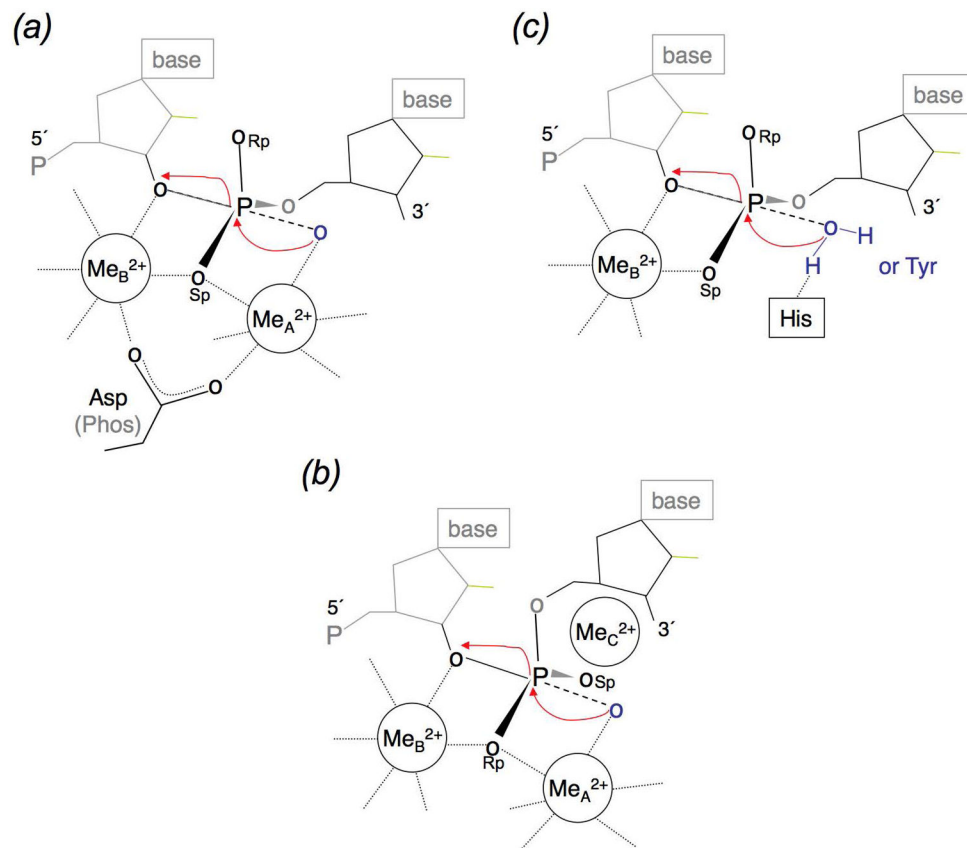 (a)
base
base
5´
P
O Rp
O
P
O
3´
O
MeB2+
O
Sp
MeA2+
O
O
Asp
(Phos)
(c)
base
base
5´
P
O Rp
O
P
O
3´
O
H
H
or Tyr
MeB2+
O
Sp
His
(b)
base
base
5´
P
O
MeC2+
3´
O
P
O Sp
O
MeB2+
O
Rp
MeA2+